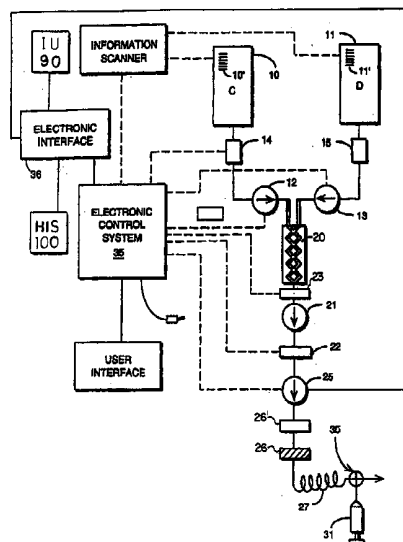 11
INFORMATION
SCANNER
10'
10
11'
IU
90
C
D
14
15
ELECTRONIC
INTERFACE
36
12
13
HIS
100
ELECTRONIC
CONTROL
SYSTEM
35
20
23
21
22
USER
INTERFACE
25
26'
26
30
27
31